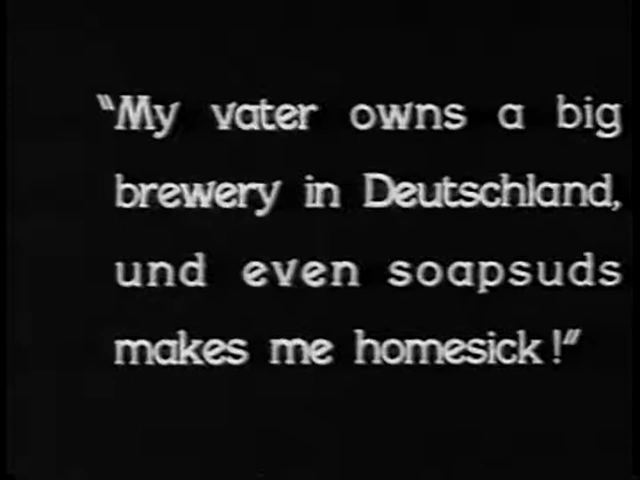 "My vater owns a big
brewery in Deutschland,
und even soapsuds
makes me homesick!"